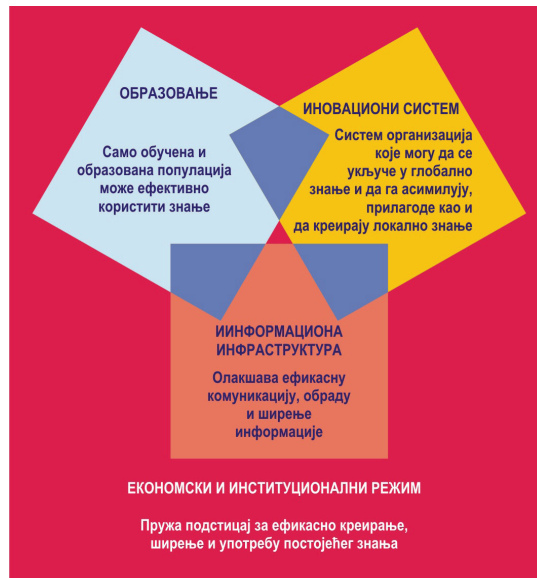 ОБРАЗОВАЊЕ
Само обучена и
образована популација
може ефективно
користити знање
ИНОВАЦИОНИ СИСТЕМ
Систем организација
које могу да се
укључе у глобално
знање и да га асимилују,
прилагоде као и
да креирају локално знање
ИИНФОРМАЦИОНА
ИНФРАСТРУКТУРА
Олакшава ефикасну
комуникацију, обраду
и ширење
информације
ЕКОНОМСКИ И ИНСТИТУЦИОНАЛНИ РЕЖИМ
Пружа подстицај за ефикасно креирање,
ширење и употребу постојећег знања